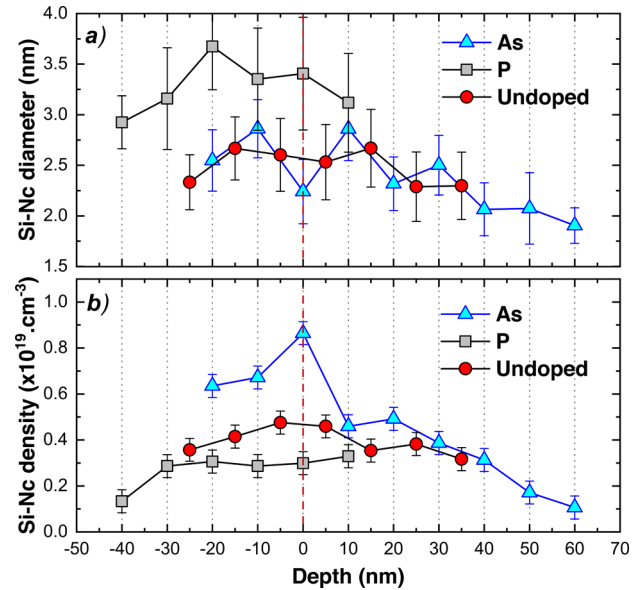 4.0
3.5
3.0
2.5
2.0
1.5
Si-Nc diameter (nm)
a)
As
P
Undoped
1.0
0.8
0.6
0.4
0.2
0.0
Si-Nc density (x10¹⁹.cm⁻³)
b)
As
P
Undoped
-50 -40 -30 -20 -10 0 10 20 30 40 50 60 70
Depth (nm)